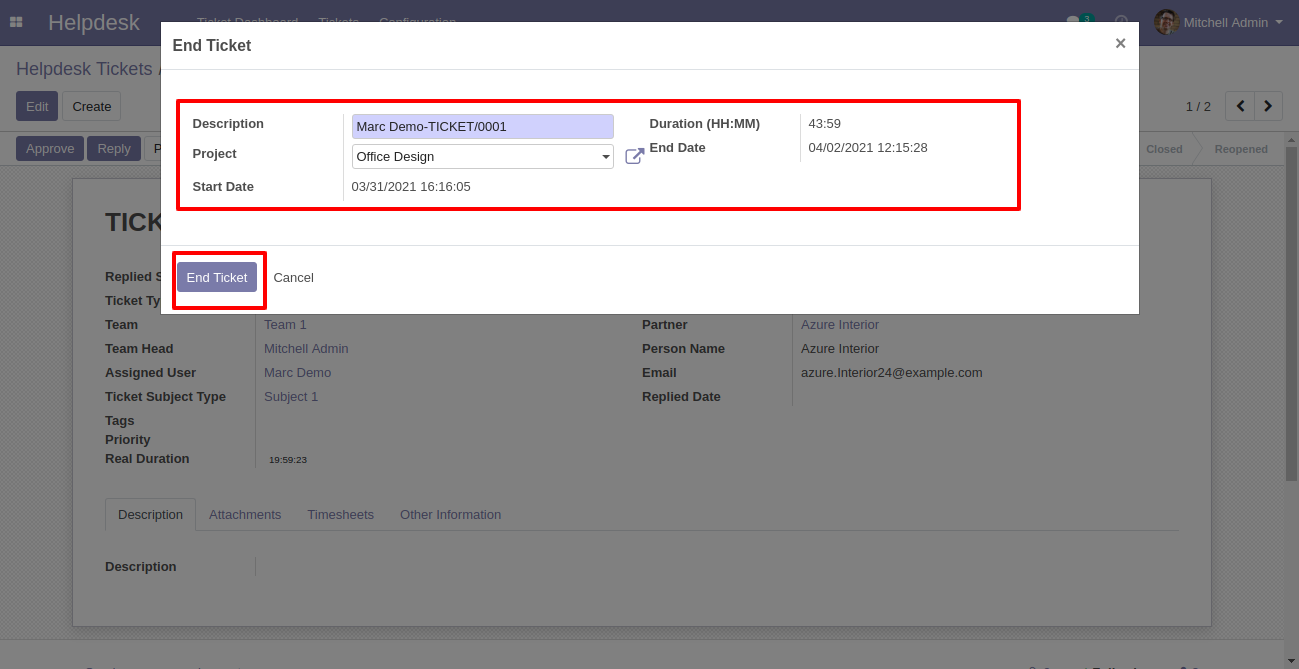 Helpdesk Ticket Dashboard Tickets Configuration 3 Mitchell Admin
End Ticket ×
Helpdesk Tickets /
Edit Create 1 / 2
Approve Reply Closed Reopened
Description Marc Demo-TICKET/0001 Duration (HH:MM) 43:59
Project Office Design End Date 04/02/2021 12:15:28
Start Date 03/31/2021 16:16:05
End Ticket Cancel
Replied
Ticket
Team Team 1 Partner Azure Interior
Team Head Mitchell Admin Person Name Azure Interior
Assigned User Marc Demo Email azure.Interior24@example.com
Ticket Subject Type Subject 1 Replied Date
Tags
Priority
Real Duration 19:59:23
Description Attachments Timesheets Other Information
Description